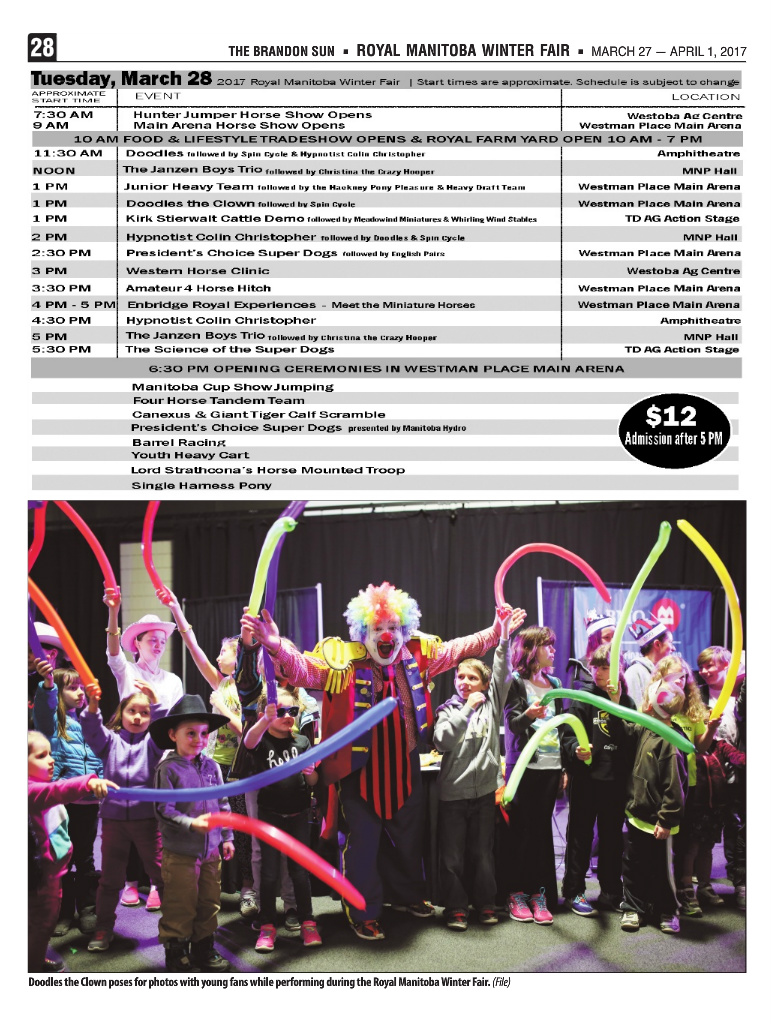 28
THE BRANDON SUN ▪ ROYAL MANITOBA WINTER FAIR ▪ MARCH 27 — APRIL 1, 2017
Tuesday, March 28 2017 Royal Manitoba Winter Fair | Start times are approximate. Schedule is subject to change
APPROXIMATE
START TIME EVENT LOCATION
7:30 AM Hunter Jumper Horse Show Opens Westoba Ag Centre
9 AM Main Arena Horse Show Opens Westman Place Main Arena
10 AM FOOD & LIFESTYLE TRADESHOW OPENS & ROYAL FARM YARD OPEN 10 AM - 7 PM
11:30 AM Doodles followed by Spin Cycle & Hypnotist Colin Christopher Amphitheatre
NOON The Janzen Boys Trio followed by Christina the Crazy Hooper MNP Hall
1 PM Junior Heavy Team followed by the Hackney Pony Pleasure & Heavy Draft Team Westman Place Main Arena
1 PM Doodles the Clown followed by Spin Cycle Westman Place Main Arena
1 PM Kirk Stierwalt Cattle Demo followed by Meadowind Miniatures & Whirling Wind Stables TD AG Action Stage
2 PM Hypnotist Colin Christopher followed by Doodles & Spin Cycle MNP Hall
2:30 PM President's Choice Super Dogs followed by English Pairs Westman Place Main Arena
3 PM Western Horse Clinic Westoba Ag Centre
3:30 PM Amateur 4 Horse Hitch Westman Place Main Arena
4 PM - 5 PM Enbridge Royal Experiences - Meet the Miniature Horses Westman Place Main Arena
4:30 PM Hypnotist Colin Christopher Amphitheatre
5 PM The Janzen Boys Trio followed by Christina the Crazy Hooper MNP Hall
5:30 PM The Science of the Super Dogs TD AG Action Stage
6:30 PM OPENING CEREMONIES IN WESTMAN PLACE MAIN ARENA
Manitoba Cup Show Jumping
Four Horse Tandem Team
Canexus & Giant Tiger Calf Scramble
President's Choice Super Dogs presented by Manitoba Hydro
Barrel Racing
Youth Heavy Cart
Lord Strathcona's Horse Mounted Troop
Single Harness Pony
$12
Admission after 5 PM
hello
Doodles the Clown poses for photos with young fans while performing during the Royal Manitoba Winter Fair. (File)